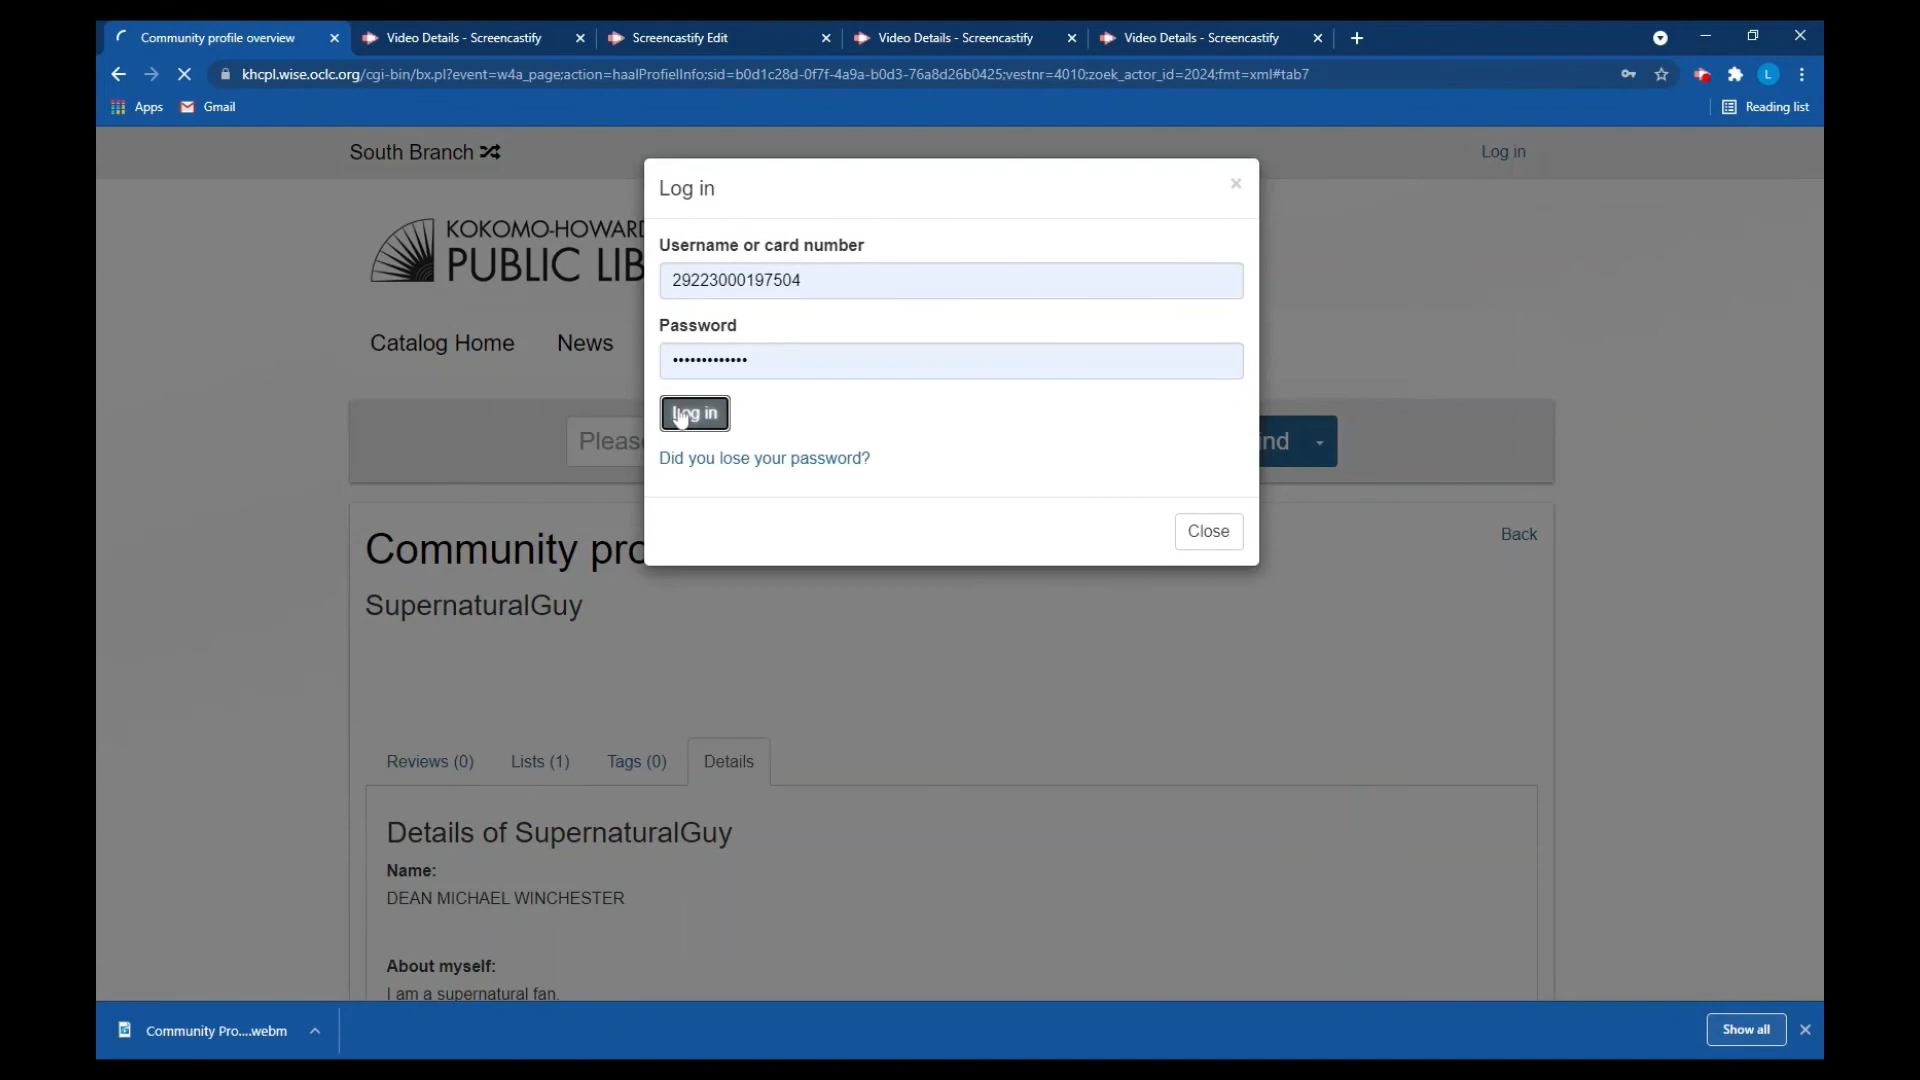 Community profile overview
Video Details - Screencastify
Screencastify Edit
Video Details - Screencastify
Video Details - Screencastify
khcpl.wise.oclc.org/cgi-bin/bx.pl?event=w4a_page;action=haalProfielInfo;sid=b0d1c28d-0f7f-4a9a-b0d3-76a8d26b0425;vestnr=4010;zoek_actor_id=2024;fmt=xml#tab7
L
Apps
Gmail
Reading list
South Branch
Log in
Log in
×
KOKOMO-HOWARD
PUBLIC LIB
Username or card number
29223000197504
Password
•••••••••••••
Catalog Home
News
Log in
Pleas
ind
Did you lose your password?
Close
Community pro
Back
SupernaturalGuy
Reviews (0)
Lists (1)
Tags (0)
Details
Details of SupernaturalGuy
Name:
DEAN MICHAEL WINCHESTER
About myself:
I am a supernatural fan.
Community Pro....webm
Show all